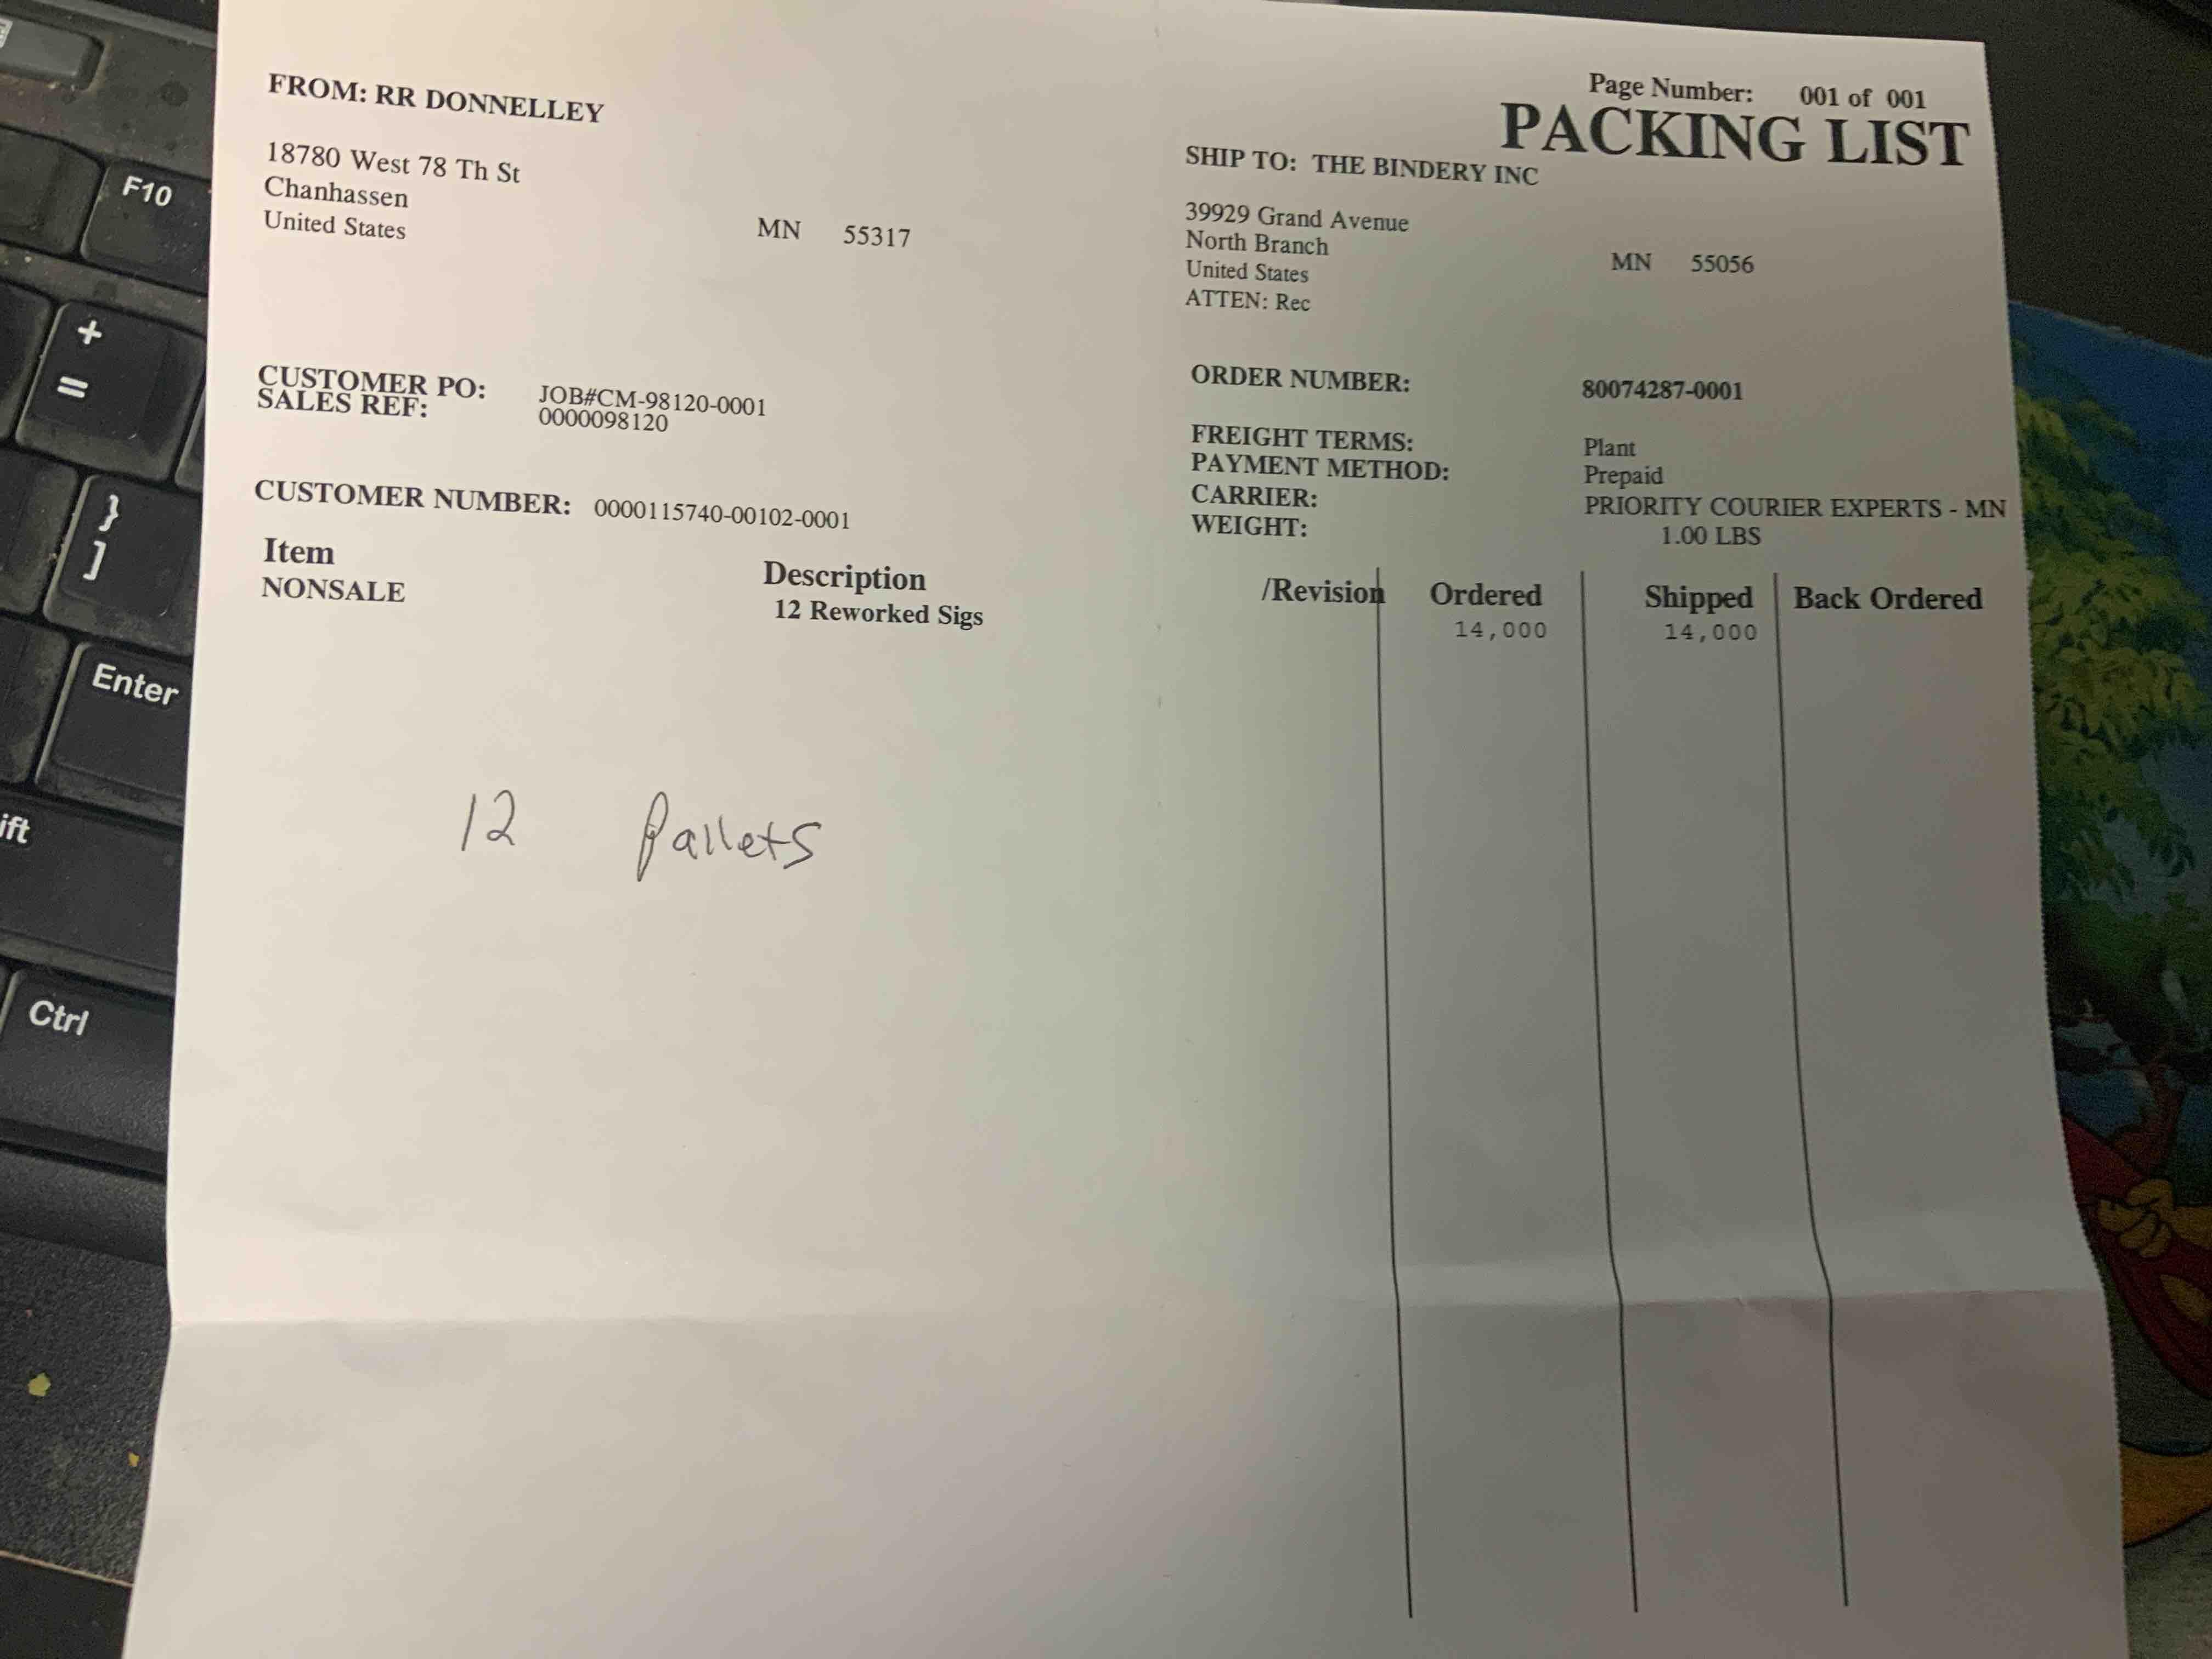 Page Number: 001 of 001
PACKING LIST
FROM: RR DONNELLEY
18780 West 78 Th St
Chanhassen
United States
MN 55317
SHIP TO: THE BINDERY INC
39929 Grand Avenue
North Branch
United States
MN 55056
ATTEN: Rec
CUSTOMER PO: JOB#CM-98120-0001
SALES REF: 0000098120
CUSTOMER NUMBER: 0000115740-00102-0001
ORDER NUMBER: 80074287-0001
FREIGHT TERMS: Plant
PAYMENT METHOD: Prepaid
CARRIER: PRIORITY COURIER EXPERTS - MN
WEIGHT: 1.00 LBS
Item Description /Revision Ordered Shipped Back Ordered
NONSALE 12 Reworked Sigs 14,000 14,000
12 Pallets
F10
+
=
}
]
Enter
ift
Ctrl